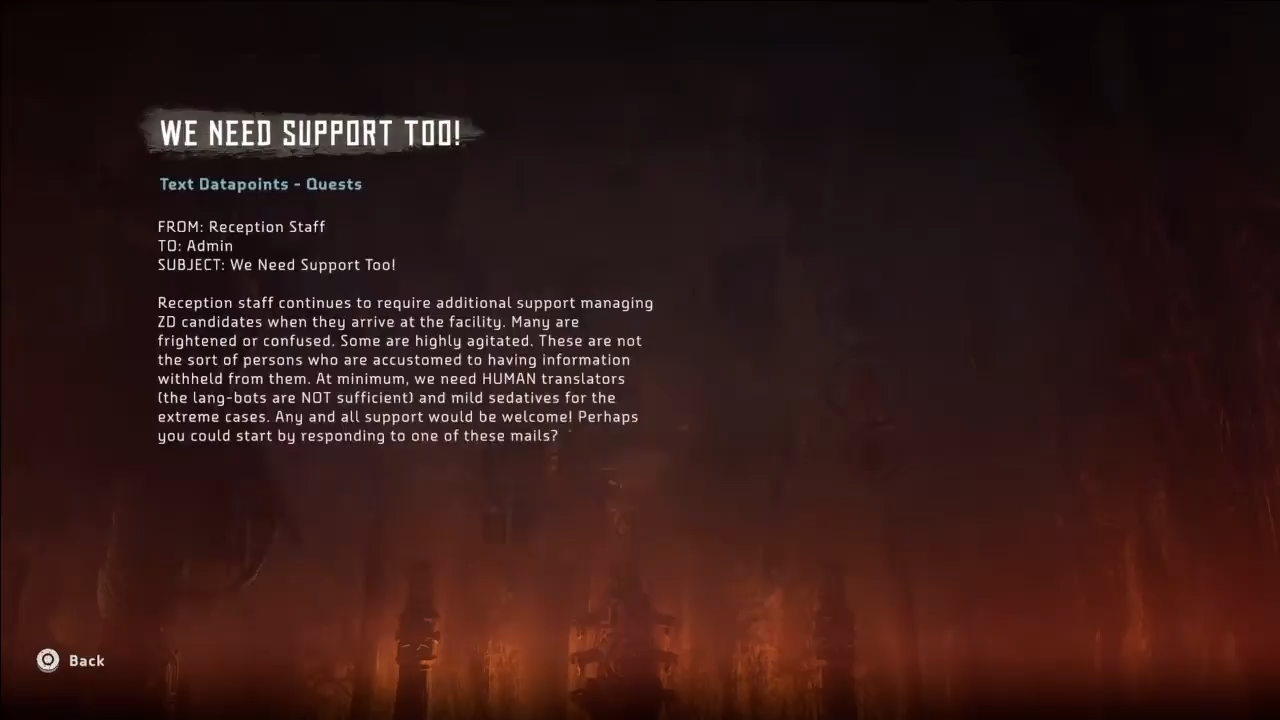 WE NEED SUPPORT TOO!
Text Datapoints - Quests
FROM: Reception Staff
TO: Admin
SUBJECT: We Need Support Too!
Reception staff continues to require additional support managing
ZD candidates when they arrive at the facility. Many are
frightened or confused. Some are highly agitated. These are not
the sort of persons who are accustomed to having information
withheld from them. At minimum, we need HUMAN translators
(the lang-bots are NOT sufficient) and mild sedatives for the
extreme cases. Any and all support would be welcome! Perhaps
you could start by responding to one of these mails?
Back